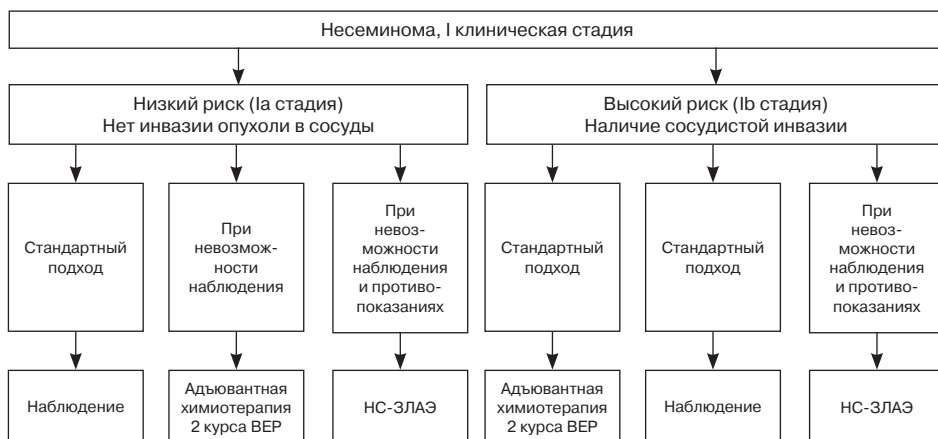 Несеминома, I клиническая стадия
Низкий риск (Ia стадия)
Нет инвазии опухоли в сосуды
Высокий риск (Ib стадия)
Наличие сосудистой инвазии
Стандартный
подход
При
невозмож-
ности
наблюдения
При
невоз-
можности
наблюдения
и противо-
показаниях
Стандартный
подход
Стандартный
подход
При
невоз-
можности
наблюдения
и противо-
показаниях
Наблюдение
Адъювантная
химиотерапия
2 курса BEP
НС-ЗЛАЭ
Адъювантная
химиотерапия
2 курса BEP
Наблюдение
НС-ЗЛАЭ